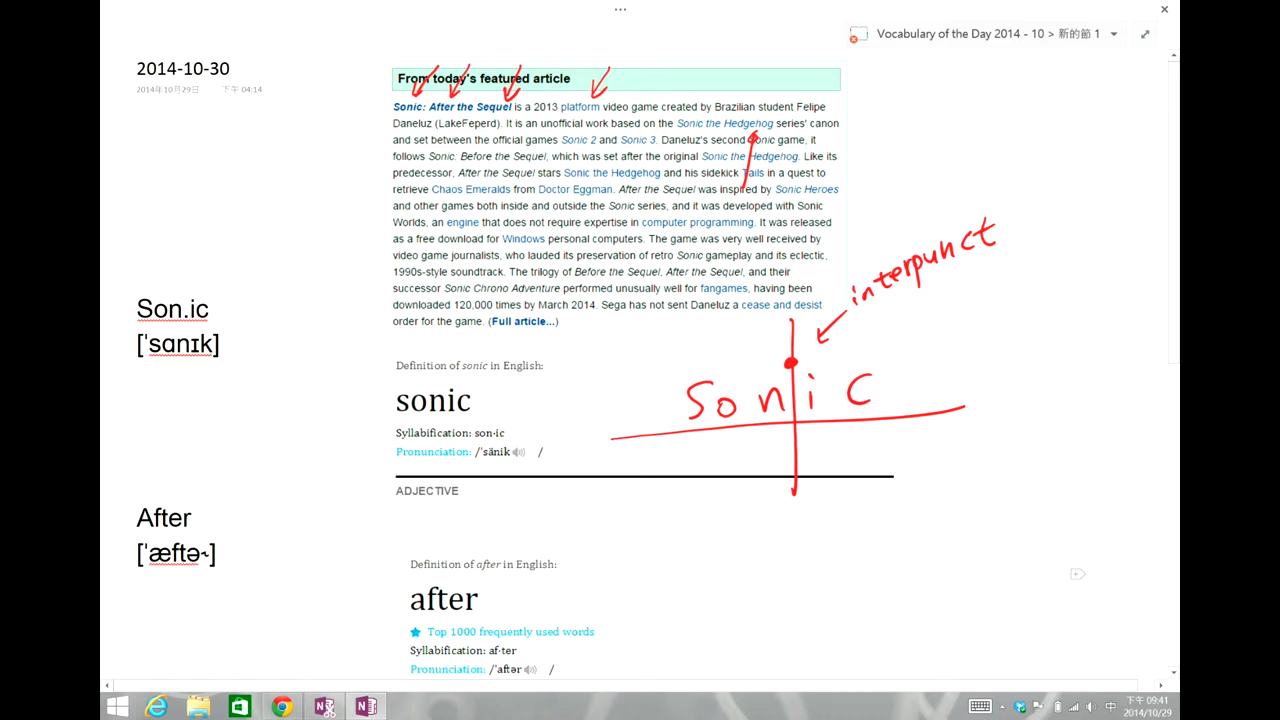 ...
Vocabulary of the Day 2014 - 10 > 新的節 1
2014-10-30
2014年10月29日 下午 04:14
From today's featured article
Sonic: After the Sequel is a 2013 platform video game created by Brazilian student Felipe
Daneluz (LakeFeperd). It is an unofficial work based on the Sonic the Hedgehog series' canon
and set between the official games Sonic 2 and Sonic 3. Daneluz's second Sonic game, it
follows Sonic: Before the Sequel, which was set after the original Sonic the Hedgehog. Like its
predecessor, After the Sequel stars Sonic the Hedgehog and his sidekick Tails in a quest to
retrieve Chaos Emeralds from Doctor Eggman. After the Sequel was inspired by Sonic Heroes
and other games both inside and outside the Sonic series, and it was developed with Sonic
Worlds, an engine that does not require expertise in computer programming. It was released
as a free download for Windows personal computers. The game was very well received by
video game journalists, who lauded its preservation of retro Sonic gameplay and its eclectic,
1990s-style soundtrack. The trilogy of Before the Sequel, After the Sequel, and their
successor Sonic Chrono Adventure performed unusually well for fangames, having been
downloaded 120,000 times by March 2014. Sega has not sent Daneluz a cease and desist
order for the game. (Full article...)
interpunct
Son.ic
[ˈsɑnɪk]
Definition of sonic in English:
sonic
Sonic
Syllabification: son·ic
Pronunciation: /ˈsänik /
ADJECTIVE
After
[ˈæftɚ]
Definition of after in English:
after
Top 1000 frequently used words
Syllabification: af·ter
Pronunciation: /ˈaftər /
中
下午 09:41
2014/10/29